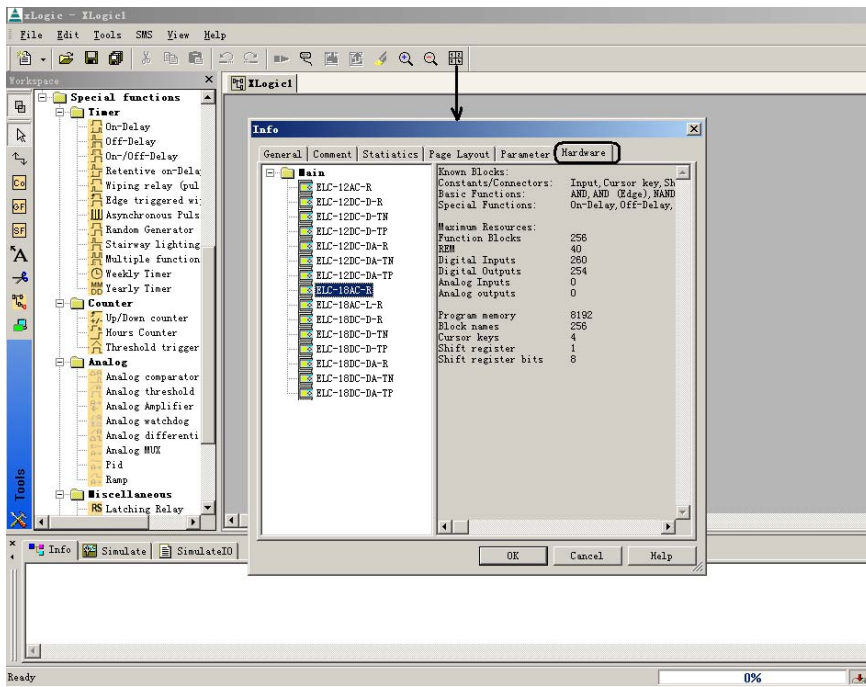 xLogic - XLogic1
File Edit Tools SMS View Help
Workspace
XLogic1
Special functions
Timer
On-Delay
Off-Delay
On-/Off-Delay
Retentive on-Dela
Wiping relay (pul
Edge triggered wi
Asynchronous Puls
Random Generator
Stairway lighting
Multiple function
Weekly Timer
Yearly Timer
Counter
Up/Down counter
Hours Counter
Threshold trigger
Analog
Analog comparator
Analog threshold
Analog Amplifier
Analog watchdog
Analog differenti
Analog MUX
Pid
Ramp
Miscellaneous
RS Latching Relay
Co
GF
SF
A
Tools
Info
General Comment Statiatics Page Layout Parameter Hardware
Main
ELC-12AC-R
ELC-12DC-D-R
ELC-12DC-D-TN
ELC-12DC-D-TP
ELC-12DC-DA-R
ELC-12DC-DA-TN
ELC-12DC-DA-TP
ELC-18AC-R
ELC-18AC-L-R
ELC-18DC-D-R
ELC-18DC-D-TN
ELC-18DC-D-TP
ELC-18DC-DA-R
ELC-18DC-DA-TN
ELC-18DC-DA-TP
Known Blocks:
Constants/Connectors: Input, Cursor key, Sh
Basic Functions: AND, AND (Edge), NAND
Special Functions: On-Delay, Off-Delay,
Maximum Resources:
Function Blocks 256
REM 40
Digital Inputs 260
Digital Outputs 254
Analog Inputs 0
Analog outputs 0
Program memory 8192
Block names 256
Cursor keys 4
Shift register 1
Shift register bits 8
OK Cancel Help
Info Simulate SimulateIO
Ready 0%